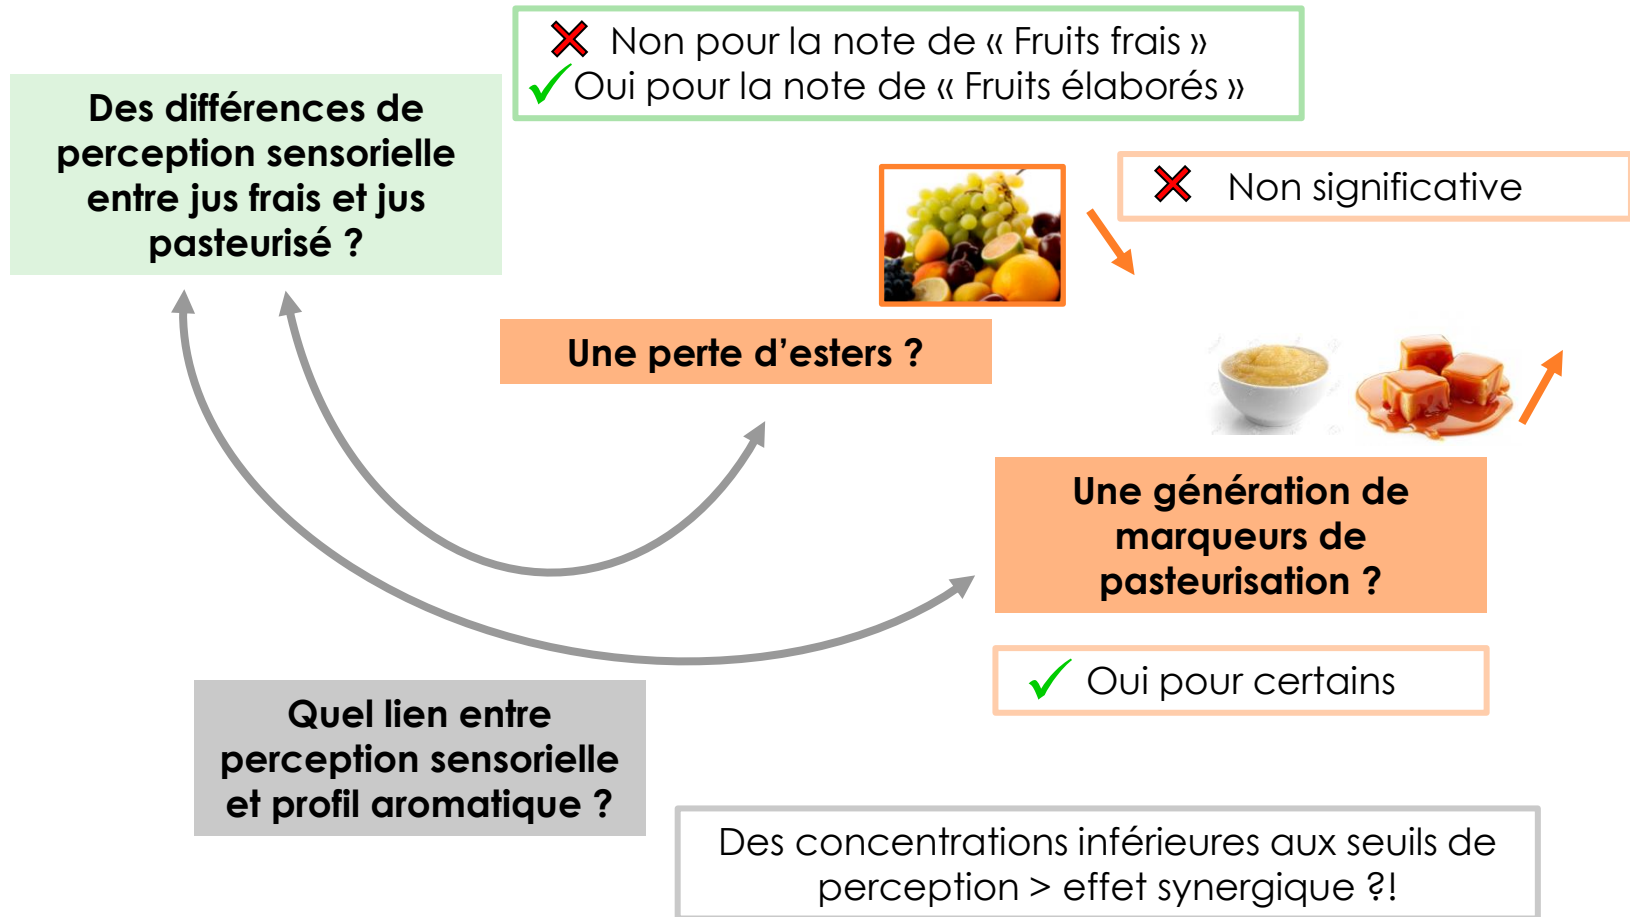 Non pour la note de « Fruits frais »
Oui pour la note de « Fruits élaborés »
Des différences de
perception sensorielle
entre jus frais et jus
pasteurisé ?
Non significative
Une perte d’esters ?
Une génération de
marqueurs de
pasteurisation ?
Oui pour certains
Quel lien entre
perception sensorielle
et profil aromatique ?
Des concentrations inférieures aux seuils de
perception > effet synergique ?!